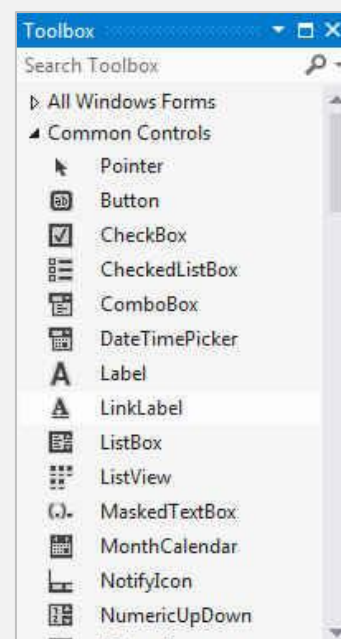 Toolbox
Search Toolbox
All Windows Forms
Common Controls
Pointer
Button
CheckBox
CheckedListBox
ComboBox
DateTimePicker
Label
LinkLabel
ListBox
ListView
MaskedTextBox
MonthCalendar
NotifyIcon
NumericUpDown